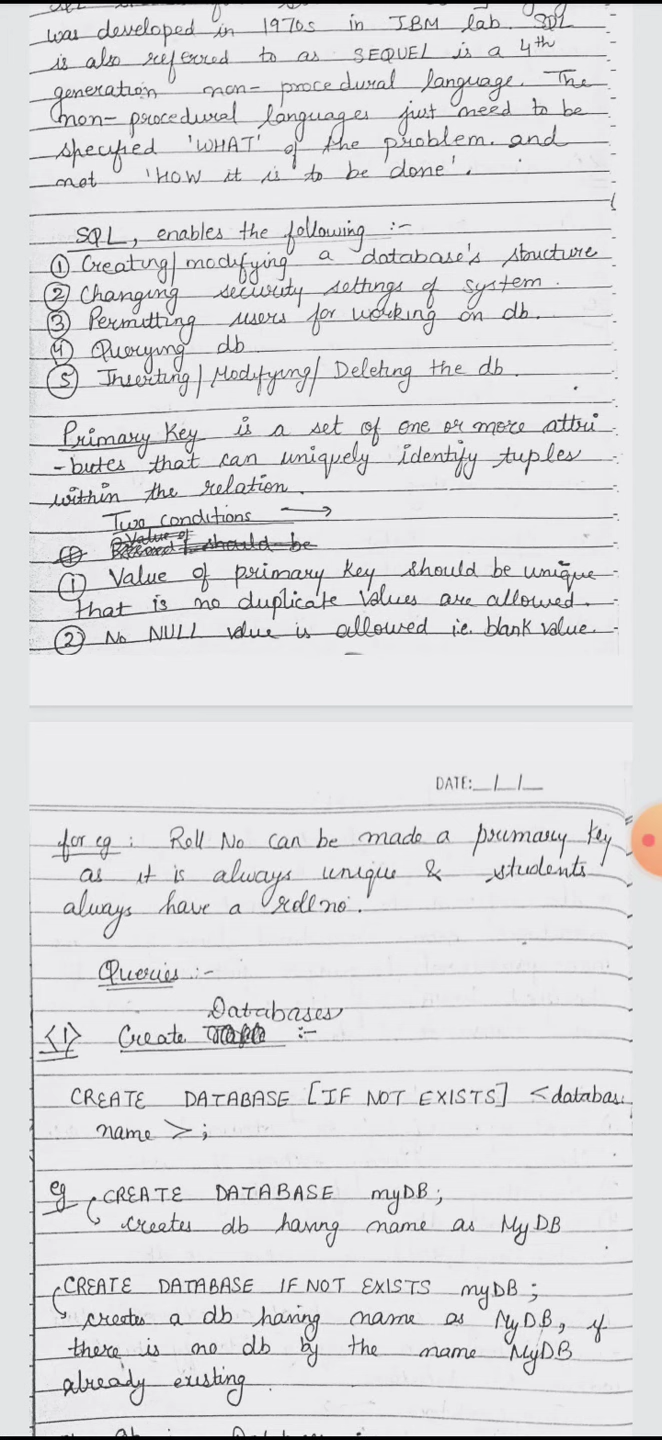 was developed in 1970s in IBM lab. SQL
is also referred to as SEQUEL is a 4th
generation non-procedural language. The
non-procedural languages just need to be
specified 'WHAT' of the problem. and
not 'HOW it is to be done'.
SQL, enables the following :-
① Creating/modifying a database's structure
② Changing security settings of system.
③ Permitting users for working on db.
④ Querying db
⑤ Inserting/Modifying/Deleting the db.
Primary Key is a set of one or more attri
-butes that can uniquely identify tuples
within the relation.
Two conditions →
Value of
should be
① Value of primary key should be unique
that is no duplicate values are allowed.
② No NULL value is allowed i.e. blank value.
DATE:__/__/__
for eg : Roll No can be made a primary key
as it is always unique & students
always have a roll no.
Queries :-
Databases
<1> Create :-
CREATE DATABASE [IF NOT EXISTS] <databas
name >;
eg CREATE DATABASE myDB;
creates db having name as MyDB
CREATE DATABASE IF NOT EXISTS myDB;
creates a db having name as MyDB, if
there is no db by the name MyDB
already existing.